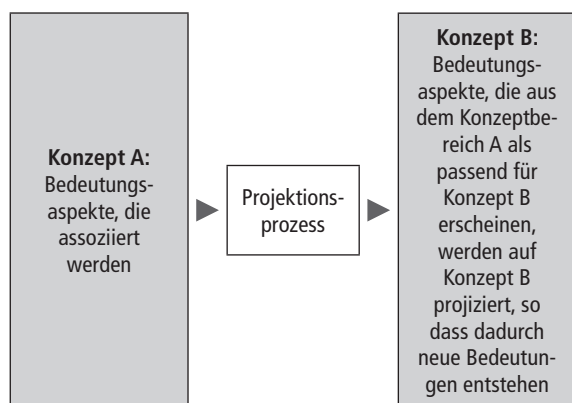 Konzept A:
Bedeutungs-
aspekte, die
assoziiert
werden
Projektions-
prozess
Konzept B:
Bedeutungs-
aspekte, die aus
dem Konzeptbe-
reich A als
passend für
Konzept B
erscheinen,
werden auf
Konzept B
projiziert, so
dass dadurch
neue Bedeutun-
gen entstehen